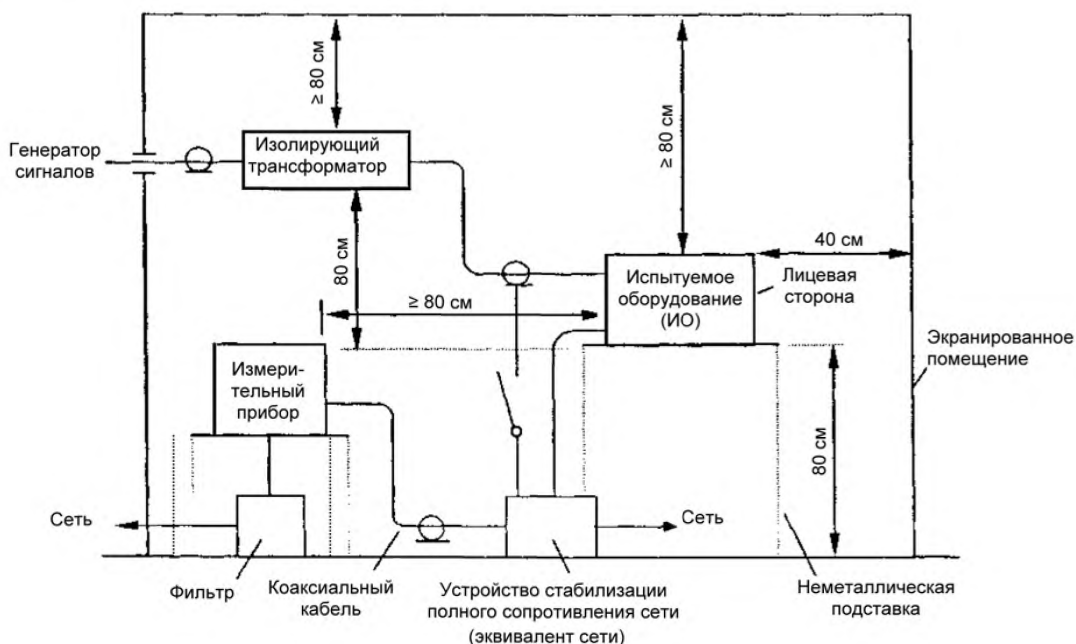 ≥ 80 см
≥ 80 см
Генератор
сигналов
Изолирующий
трансформатор
80 см
≥ 80 см
40 см
Испытуемое
оборудование
(ИО)
Лицевая
сторона
Экранированное
помещение
Измери-
тельный
прибор
80 см
Сеть
Сеть
Фильтр
Коаксиальный
кабель
Устройство стабилизации
полного сопротивления сети
(эквивалент сети)
Неметаллическая
подставка